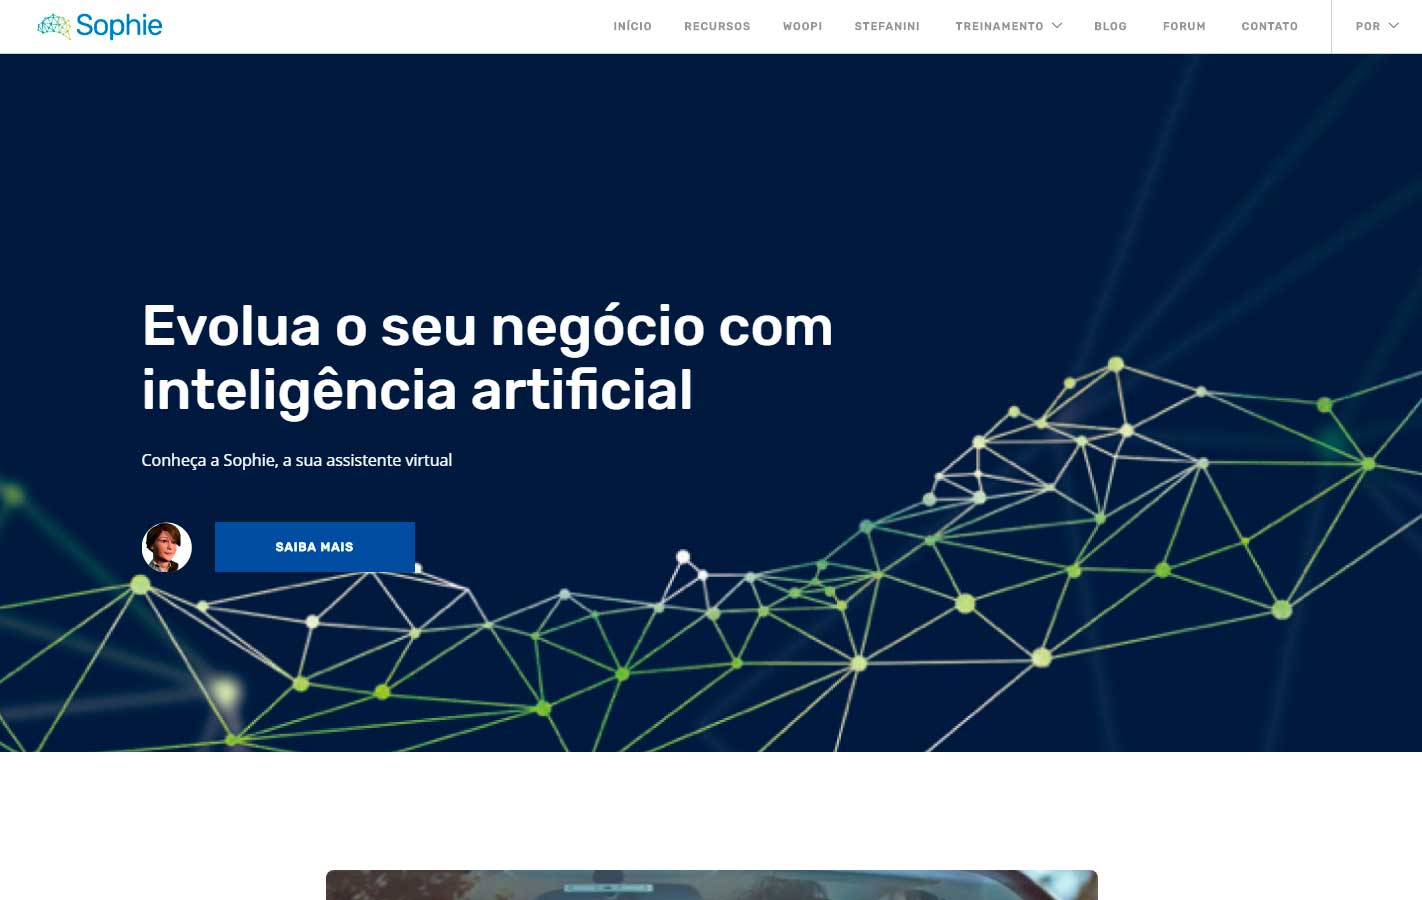 Sophie
INÍCIO RECURSOS WOOPI STEFANINI TREINAMENTO BLOG FORUM CONTATO POR
Evolua o seu negócio com
inteligência artificial
Conheça a Sophie, a sua assistente virtual
SAIBA MAIS